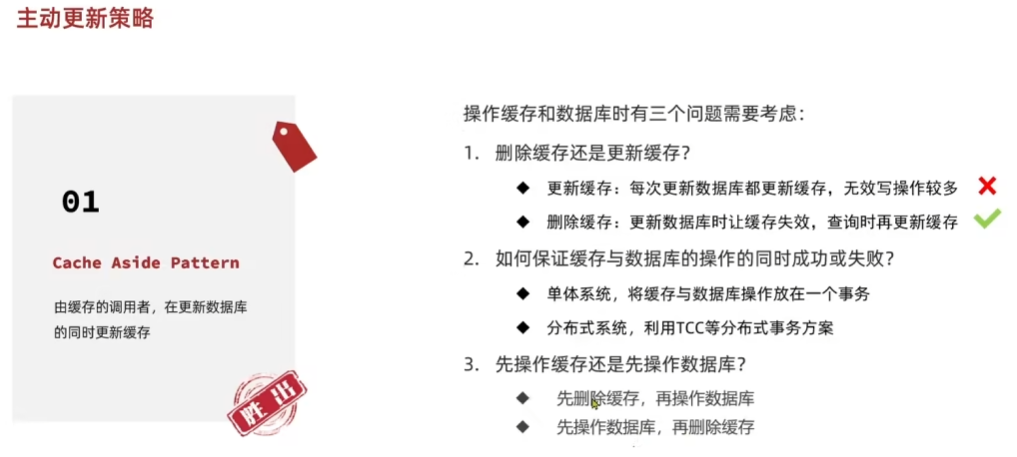 主动更新策略
01
Cache Aside Pattern
由缓存的调用者，在更新数据库
的同时更新缓存
胜出
操作缓存和数据库时有三个问题需要考虑：
1. 删除缓存还是更新缓存？
◆ 更新缓存：每次更新数据库都更新缓存，无效写操作较多
◆ 删除缓存：更新数据库时让缓存失效，查询时再更新缓存
2. 如何保证缓存与数据库的操作的同时成功或失败？
◆ 单体系统，将缓存与数据库操作放在一个事务
◆ 分布式系统，利用TCC等分布式事务方案
3. 先操作缓存还是先操作数据库？
◆ 先删除缓存，再操作数据库
◆ 先操作数据库，再删除缓存